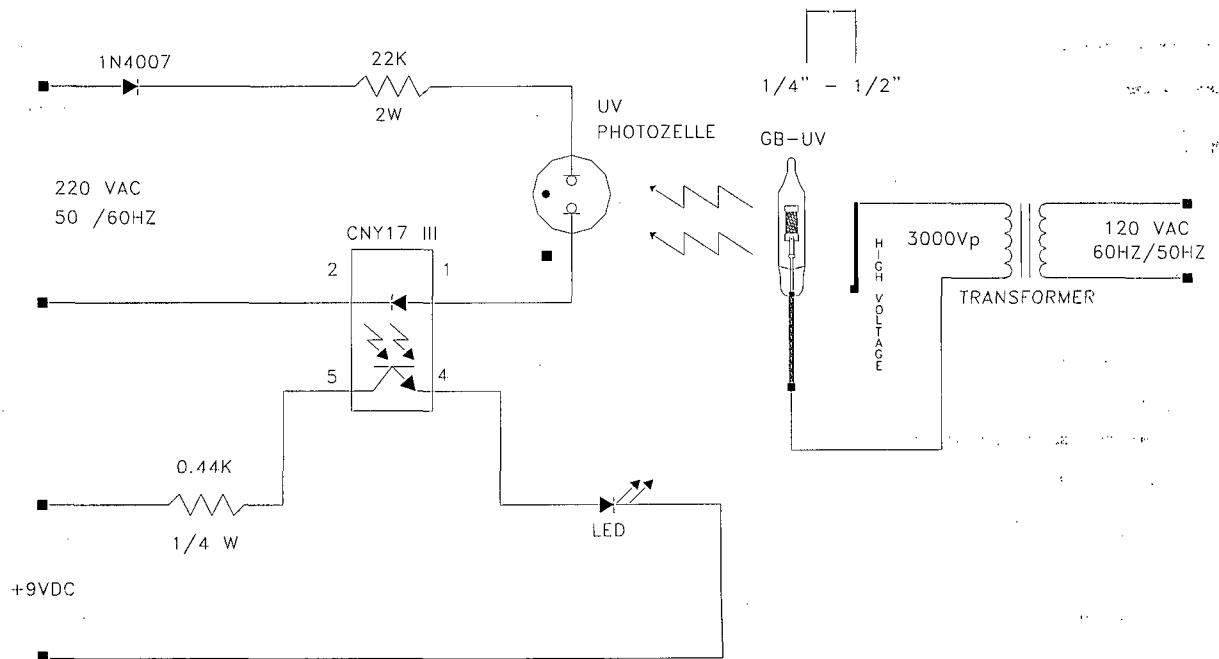 1N4007
22K
2W
UV
PHOTOZELLE
1/4" - 1/2"
GB-UV
220 VAC
50 /60HZ
CNY17 III
2
1
5
4
HIGH VOLTAGE
3000Vp
120 VAC
60HZ/50HZ
TRANSFORMER
0.44K
1/4 W
LED
+9VDC